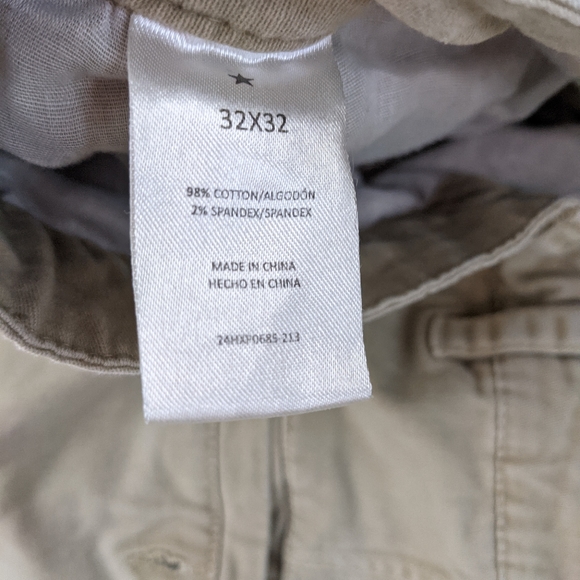 32X32
98% COTTON/ALGODÓN
2% SPANDEX/SPANDEX
MADE IN CHINA
HECHO EN CHINA
24HXP0685-213